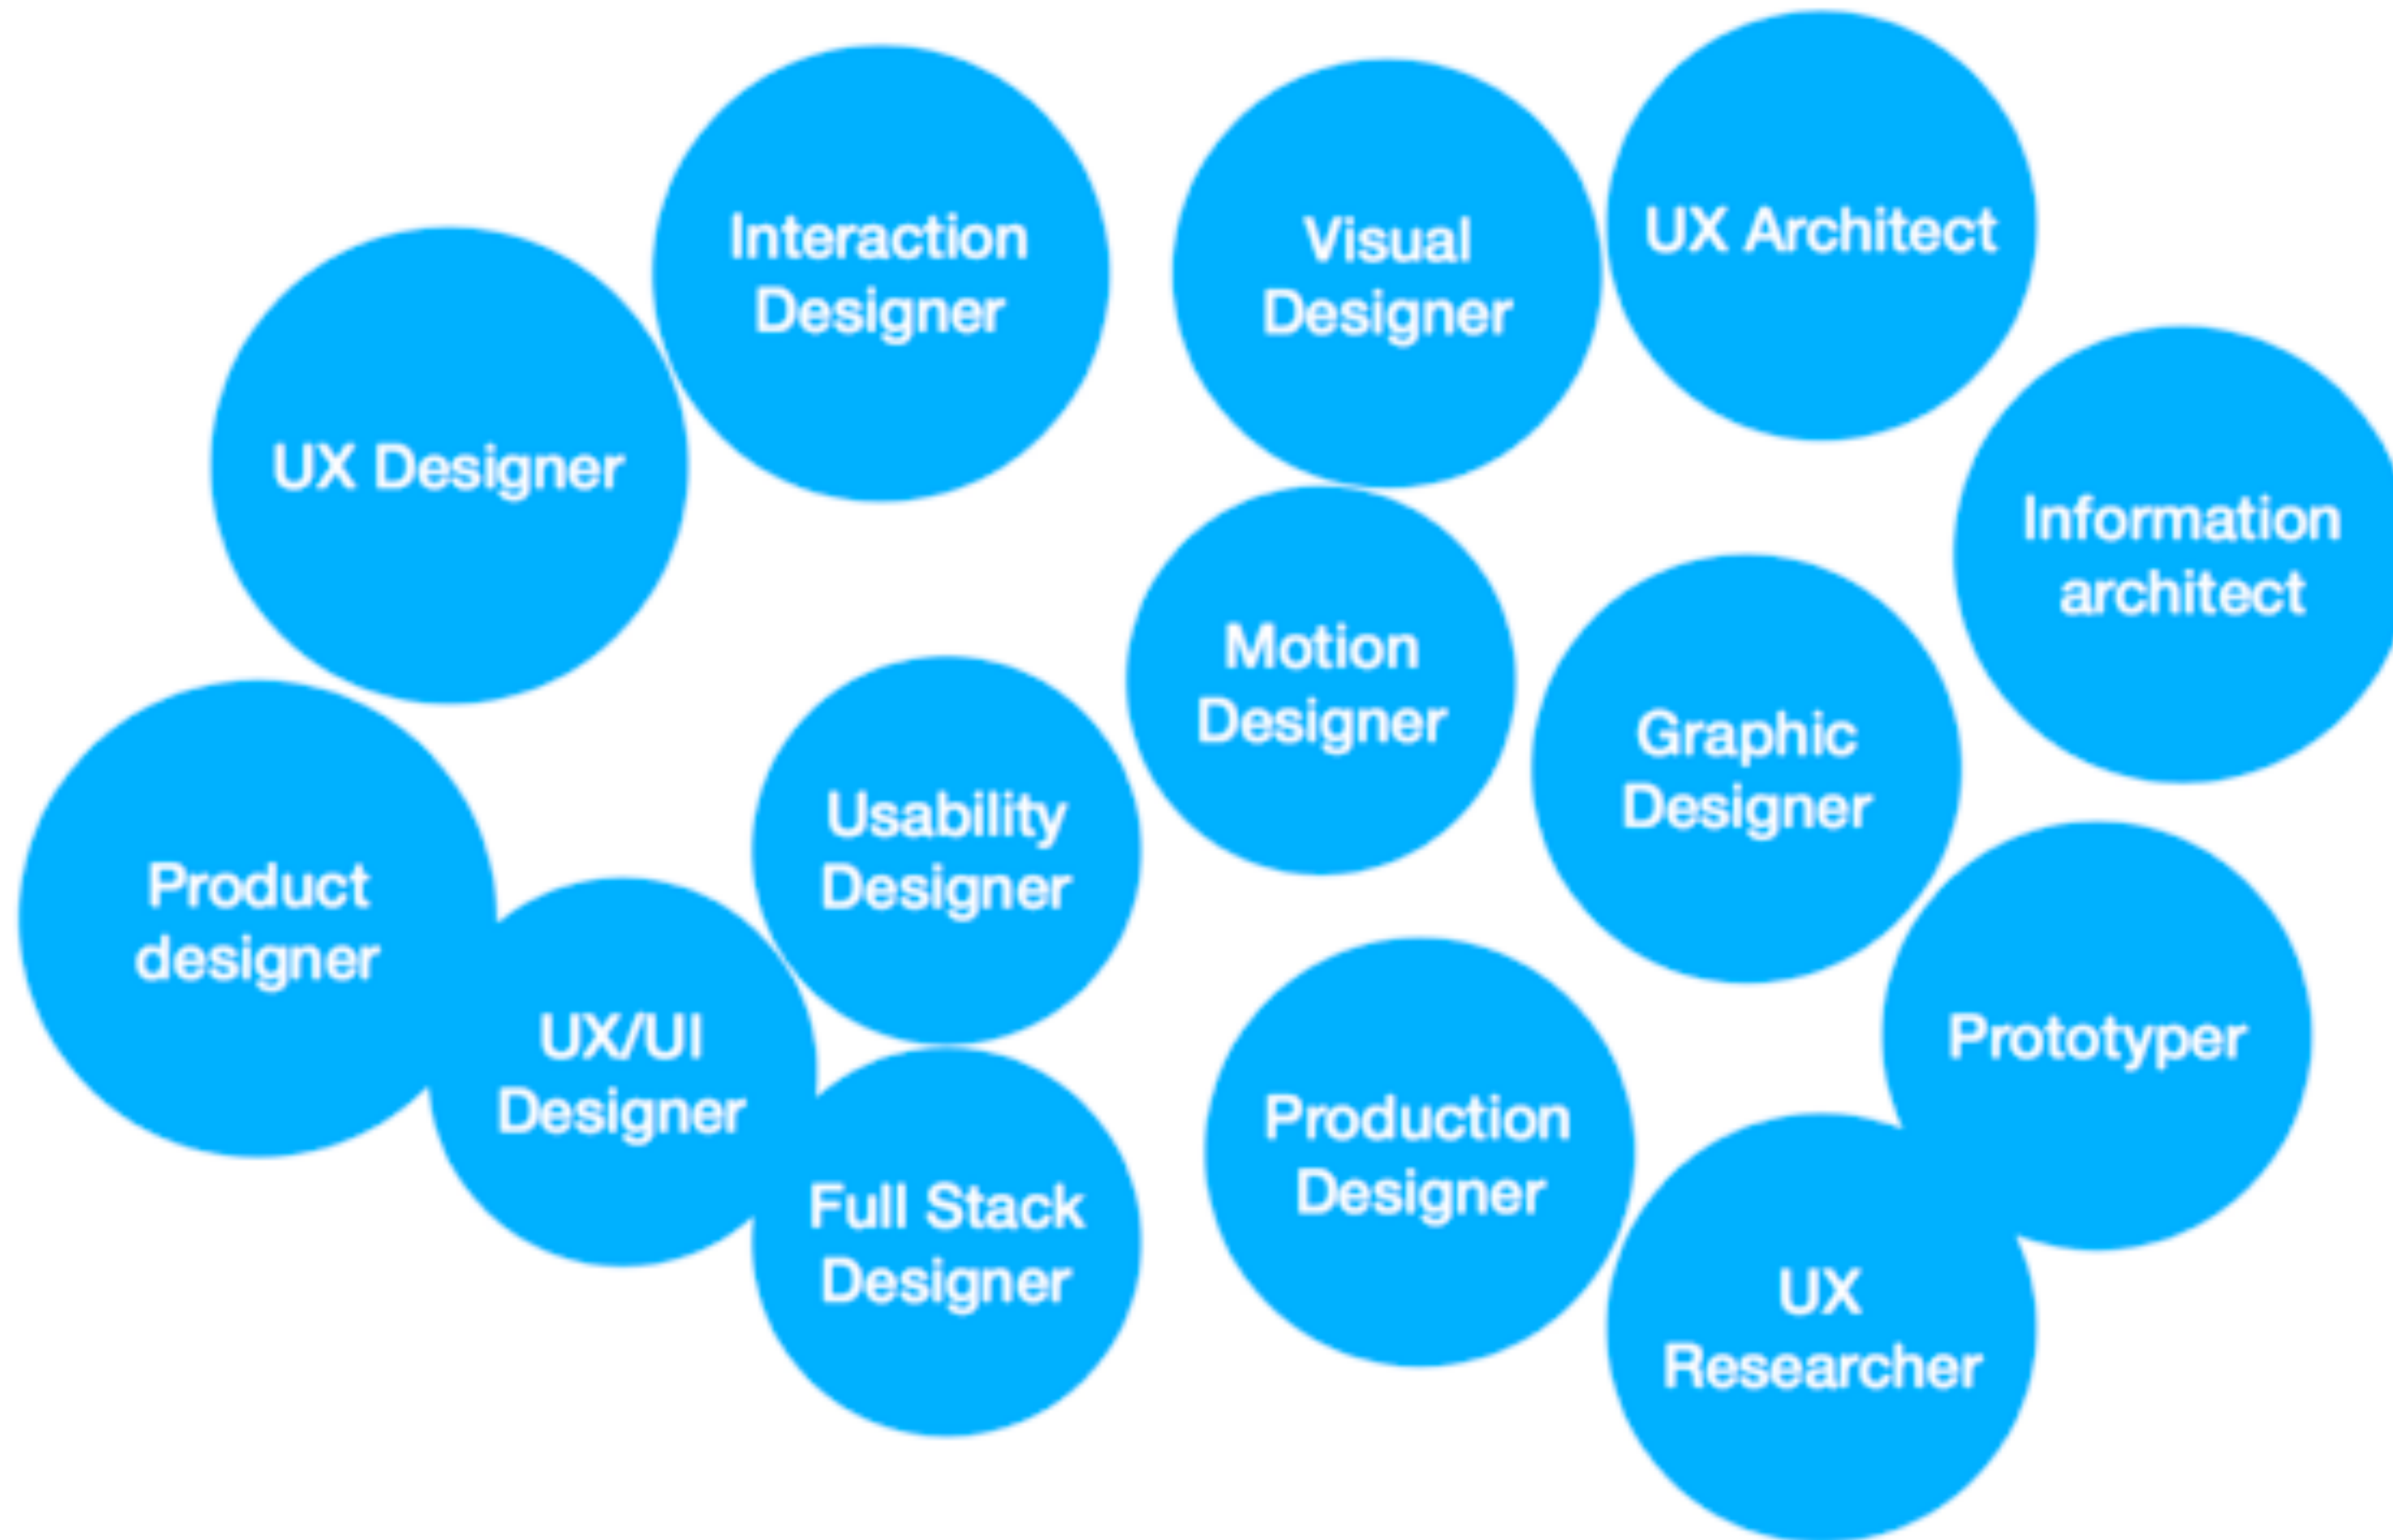 Interaction
Designer
Visual
Designer
UX Architect
UX Designer
Information
architect
Motion
Designer
Graphic
Designer
Usability
Designer
Product
designer
UX/UI
Designer
Prototyper
Production
Designer
Full Stack
Designer
UX
Researcher